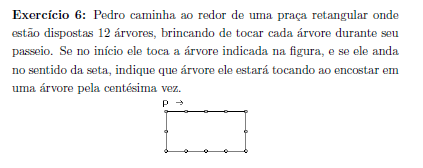 Exercício 6: Pedro caminha ao redor de uma praça retangular onde
estão dispostas 12 árvores, brincando de tocar cada árvore durante seu
passeio. Se no início ele toca a árvore indicada na figura, e se ele anda
no sentido da seta, indique que árvore ele estará tocando ao encostar em
uma árvore pela centésima vez.
P →